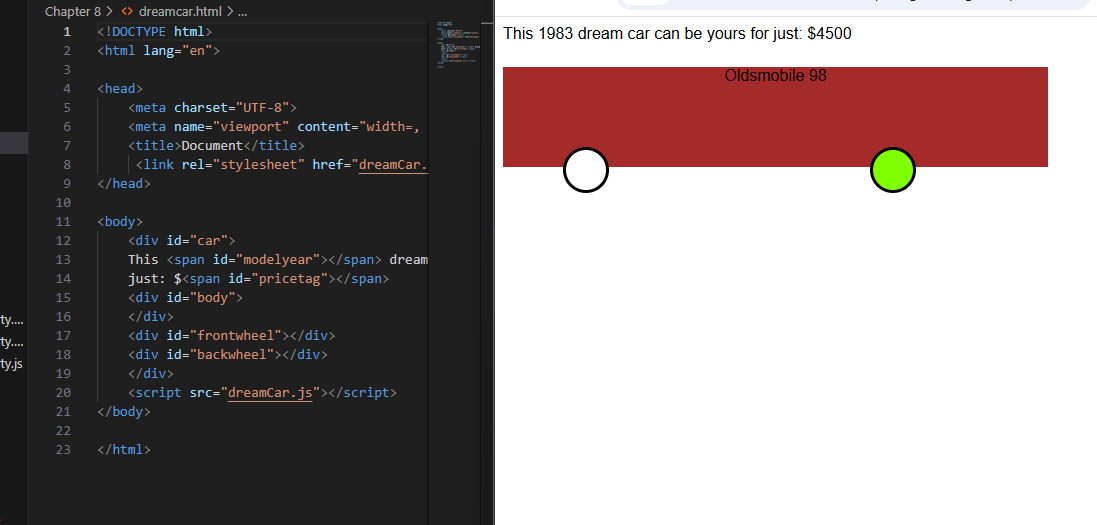 Chapter 8 > <> dreamcar.html > ...
1 <!DOCTYPE html>
2 <html lang="en">
3
4 <head>
5 <meta charset="UTF-8">
6 <meta name="viewport" content="width=,
7 <title>Document</title>
8 <link rel="stylesheet" href="dreamCar.
9 </head>
10
11 <body>
12 <div id="car">
13 This <span id="modelyear"></span> dream
14 just: $<span id="pricetag"></span>
15 <div id="body">
16 </div>
17 <div id="frontwheel"></div>
18 <div id="backwheel"></div>
19 </div>
20 <script src="dreamCar.js"></script>
21 </body>
22
23 </html>
ty....
ty....
ty.js
This 1983 dream car can be yours for just: $4500
Oldsmobile 98